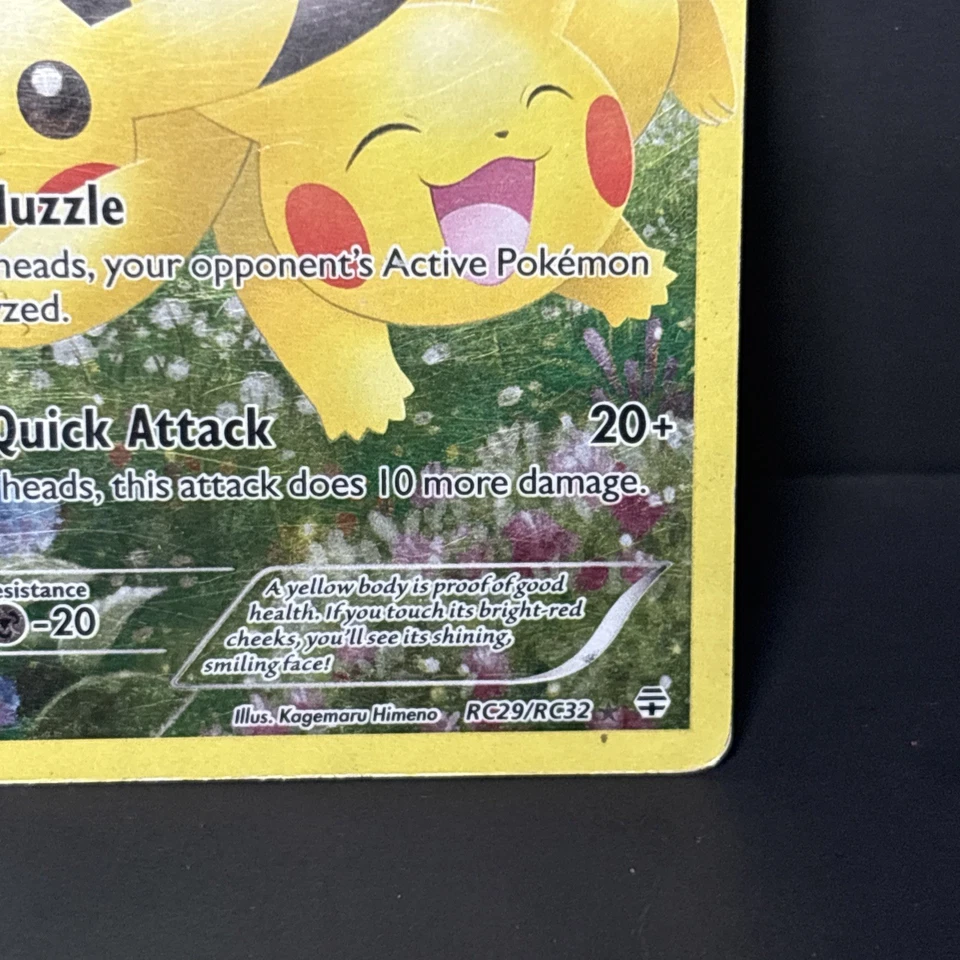 uzzle
heads, your opponent's Active Pokémon
zed.
Quick Attack 20+
heads, this attack does 10 more damage.
esistance
-20
A yellow body is proof of good
health. If you touch its bright-red
cheeks, you'll see its shining,
smiling face!
Illus. Kagemaru Himeno RC29/RC32